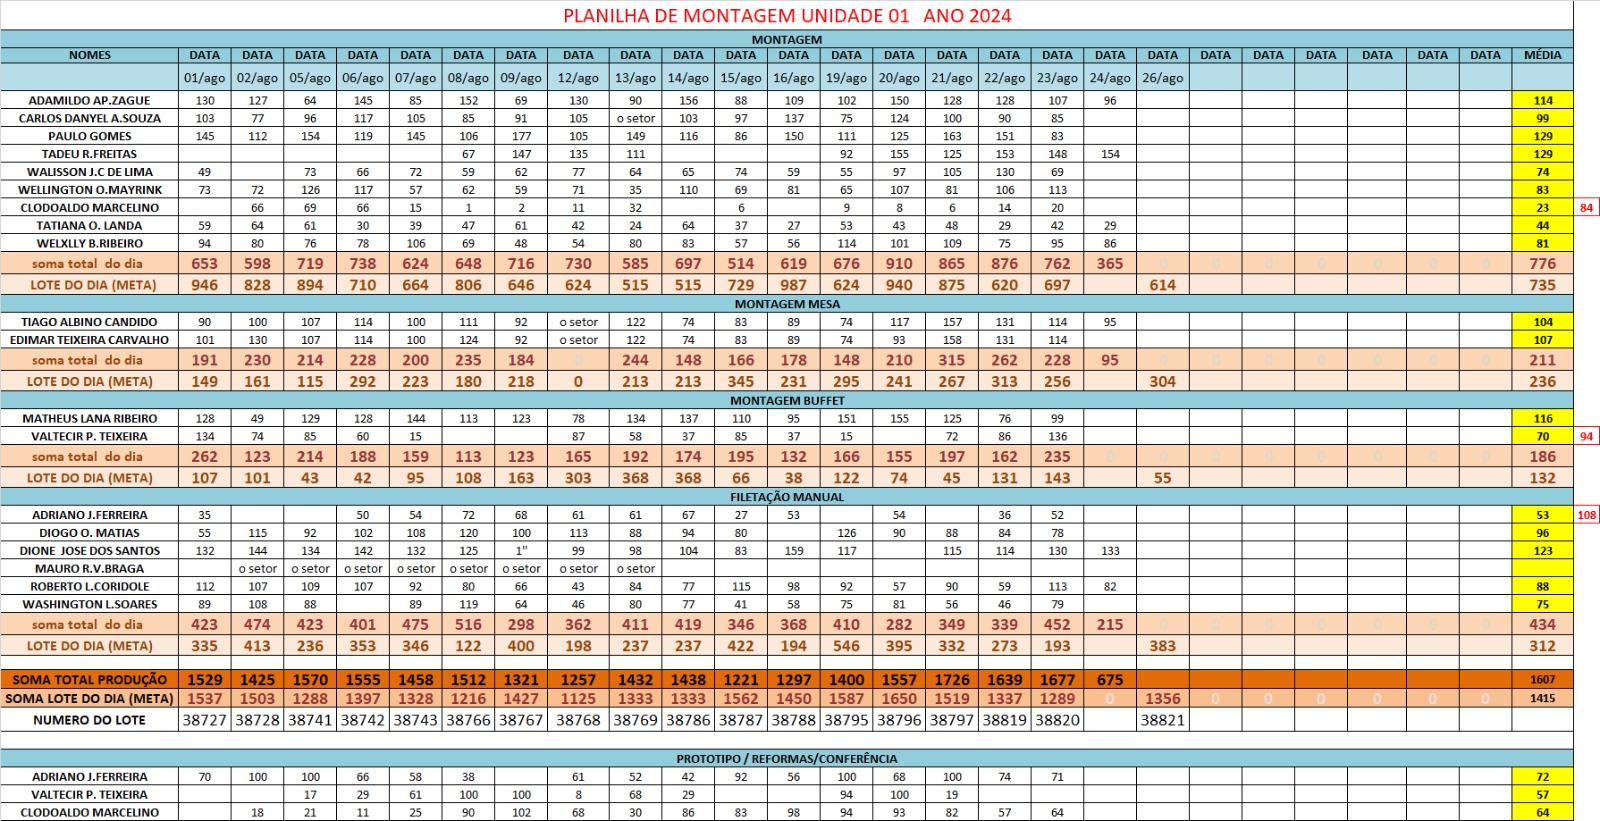 PLANILHA DE MONTAGEM UNIDADE 01 ANO 2024
MONTAGEM
NOMES DATA DATA DATA DATA DATA DATA DATA DATA DATA DATA DATA DATA DATA DATA DATA DATA DATA DATA DATA DATA DATA DATA DATA DATA DATA MÉDIA
01/ago 02/ago 05/ago 06/ago 07/ago 08/ago 09/ago 12/ago 13/ago 14/ago 15/ago 16/ago 19/ago 20/ago 21/ago 22/ago 23/ago 24/ago 26/ago
ADAMILDO AP.ZAGUE 130 127 64 145 85 152 69 130 90 156 88 109 102 150 128 128 107 96 114
CARLOS DANYEL A.SOUZA 103 77 96 117 105 85 91 105 o setor 103 97 137 75 124 100 90 85 99
PAULO GOMES 145 112 154 119 145 106 177 105 149 116 86 150 111 125 163 151 83 129
TADEU R.FREITAS 67 147 135 111 92 155 125 153 148 154 129
WALISSON J.C DE LIMA 49 73 66 72 59 62 77 64 65 74 59 55 97 105 130 69 74
WELLINGTON O.MAYRINK 73 72 126 117 57 62 59 71 35 110 69 81 65 107 81 106 113 83
CLODOALDO MARCELINO 66 69 66 15 1 2 11 32 6 9 8 6 14 20 23 84
TATIANA O. LANDA 59 64 61 30 39 47 61 42 24 64 37 27 53 43 48 29 42 29 44
WELXLLY B.RIBEIRO 94 80 76 78 106 69 48 54 80 83 57 56 114 101 109 75 95 86 81
soma total do dia 653 598 719 738 624 648 716 730 585 697 514 619 676 910 865 876 762 365 0 0 0 0 0 0 0 776
LOTE DO DIA (META) 946 828 894 710 664 806 646 624 515 515 729 987 624 940 875 620 697 614 735
MONTAGEM MESA
TIAGO ALBINO CANDIDO 90 100 107 114 100 111 92 o setor 122 74 83 89 74 117 157 131 114 95 104
EDIMAR TEIXEIRA CARVALHO 101 130 107 114 100 124 92 o setor 122 74 83 89 74 93 158 131 114 107
soma total do dia 191 230 214 228 200 235 184 0 244 148 166 178 148 210 315 262 228 95 0 0 0 0 0 0 0 211
LOTE DO DIA (META) 149 161 115 292 223 180 218 0 213 213 345 231 295 241 267 313 256 304 236
MONTAGEM BUFFET
MATHEUS LANA RIBEIRO 128 49 129 128 144 113 123 78 134 137 110 95 151 155 125 76 99 116
VALTECIR P. TEIXEIRA 134 74 85 60 15 87 58 37 85 37 15 72 86 136 70 94
soma total do dia 262 123 214 188 159 113 123 165 192 174 195 132 166 155 197 162 235 0 0 0 0 0 0 0 0 186
LOTE DO DIA (META) 107 101 43 42 95 108 163 303 368 368 66 38 122 74 45 131 143 55 132
FILETAÇÃO MANUAL
ADRIANO J.FERREIRA 35 50 54 72 68 61 61 67 27 53 54 36 52 53 108
DIOGO O. MATIAS 55 115 92 102 108 120 100 113 88 94 80 126 90 88 84 78 96
DIONE JOSE DOS SANTOS 132 144 134 142 132 125 1" 99 98 104 83 159 117 115 114 130 133 123
MAURO R.V.BRAGA o setor o setor o setor o setor o setor o setor o setor o setor
ROBERTO L.CORIDOLE 112 107 109 107 92 80 66 43 84 77 115 98 92 57 90 59 113 82 88
WASHINGTON L.SOARES 89 108 88 89 119 64 46 80 77 41 58 75 81 56 46 79 75
soma total do dia 423 474 423 401 475 516 298 362 411 419 346 368 410 282 349 339 452 215 0 0 0 0 0 0 0 434
LOTE DO DIA (META) 335 413 236 353 346 122 400 198 237 237 422 194 546 395 332 273 193 383 312
SOMA TOTAL PRODUÇÃO 1529 1425 1570 1555 1458 1512 1321 1257 1432 1438 1221 1297 1400 1557 1726 1639 1677 675 1607
SOMA LOTE DO DIA (META) 1537 1503 1288 1397 1328 1216 1427 1125 1333 1333 1562 1450 1587 1650 1519 1337 1289 0 1356 0 0 0 0 0 0 1415
NUMERO DO LOTE 38727 38728 38741 38742 38743 38766 38767 38768 38769 38786 38787 38788 38795 38796 38797 38819 38820 38821
PROTOTIPO / REFORMAS/CONFERÊNCIA
ADRIANO J.FERREIRA 70 100 100 66 58 38 61 52 42 92 56 100 68 100 74 71 72
VALTECIR P. TEIXEIRA 17 29 61 100 100 8 68 29 94 100 19 57
CLODOALDO MARCELINO 18 21 11 25 90 102 68 30 86 83 98 94 93 82 57 64 64